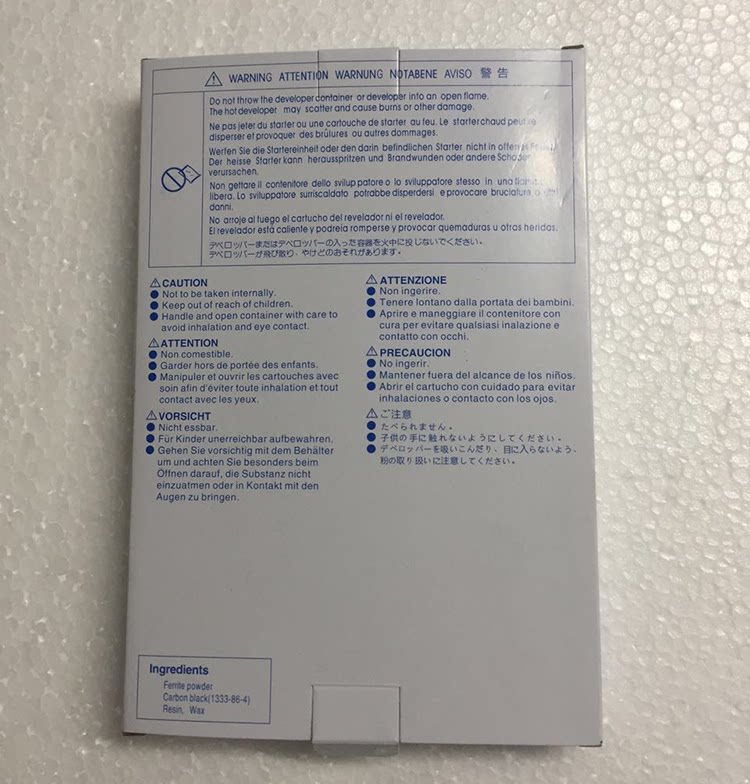 WARNING ATTENTION WARNUNG NOTABENE AVISO 警告
Do not throw the developer container or developer into an open flame.
The hot developer may scatter and cause burns or other damage.
Ne pas jeter du starter ou une cartouche de starter au feu. Le starter chaud peut se
disperser et provoquer des brûlures ou autres dommages.
Werfen Sie die Startereinheit oder den darin befindlichen Starter nicht in offenes
Der heisse Starter kann herausspritzen und Brandwunden oder andere
verursachen.
Non gettare il contenitore dello svilup patore o lo sviluppatore stesso in una
libera. Lo sviluppatore surriscaldato potrabbe disperdersi e provocare bruciature o
danni.
No arroje al fuego el cartucho del revelador ni el revelador.
El revelador está caliente y podreia romperse y provocar quemaduras u otras heridas.
デベロッパーまたはデベロッパーの入った容器を火中に投じないでください。
デベロッパーが飛び散り、やけどのおそれがあります。
CAUTION
Not to be taken internally.
Keep out of reach of children.
Handle and open container with care to
avoid inhalation and eye contact.
ATTENTION
Non comestible.
Garder hors de portée des enfants.
Manipuler et ouvrir les cartouches avec
soin afin d'éviter toute inhalation et tout
contact avec les yeux.
VORSICHT
Nicht essbar.
Für Kinder unerreichbar aufbewahren.
Gehen Sie vorsichtig mit dem Behälter
um und achten Sie besonders beim
Öffnen darauf, die Substanz nicht
einzuatmen oder in Kontakt mit den
Augen zu bringen.
ATTENZIONE
Non ingerire.
Tenere lontano dalla portata dei bambini.
Aprire e maneggiare il contenitore con
cura per evitare qualsiasi inalazione e
contatto con occhi.
PRECAUCION
No ingerir.
Mantener fuera del alcance de los niños.
Abrir el cartucho con cuidado para evitar
inhalaciones o contacto con los ojos.
ご注意
たべられません。
子供の手に触れないようにしてください。
デベロッパーを吸いこんだり、目に入らないよう、
粉の取り扱いに注意してください。
Ingredients
Ferrite powder
Carbon black(1333-86-4)
Resin, Wax